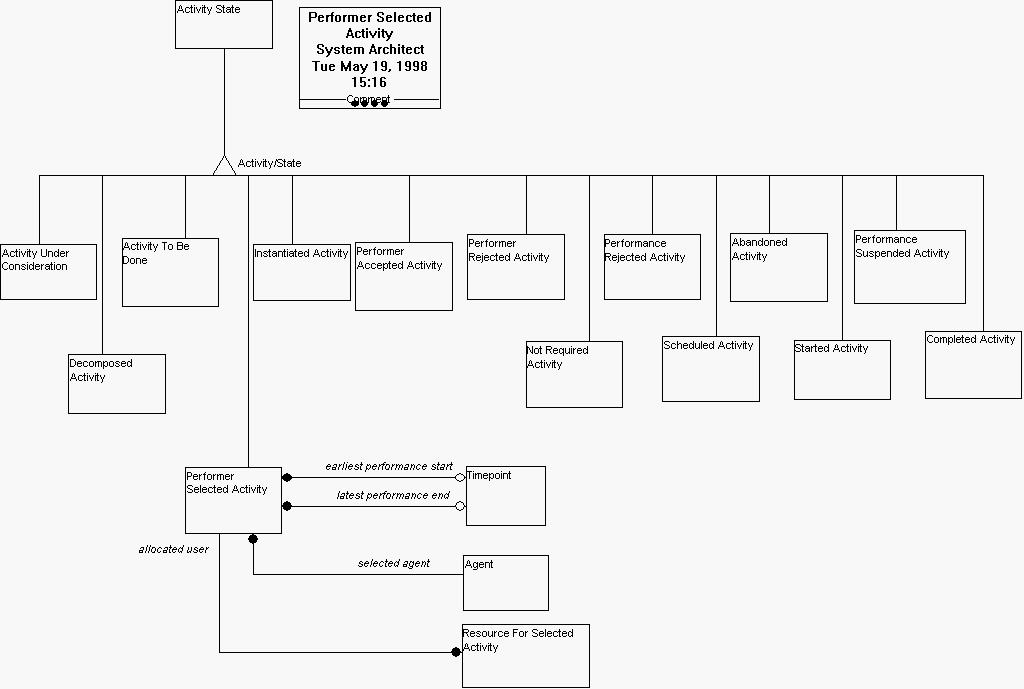 Activity State
Performer Selected
Activity
System Architect
Tue May 19, 1998
15:16
Comment
Activity/State
Activity Under
Consideration
Activity To Be
Done
Instantiated Activity
Performer
Accepted Activity
Performer
Rejected Activity
Performance
Rejected Activity
Abandoned
Activity
Performance
Suspended Activity
Decomposed
Activity
Not Required
Activity
Scheduled Activity
Started Activity
Completed Activity
Performer
Selected Activity
earliest performance start
Timepoint
latest performance end
allocated user
selected agent
Agent
Resource For Selected
Activity